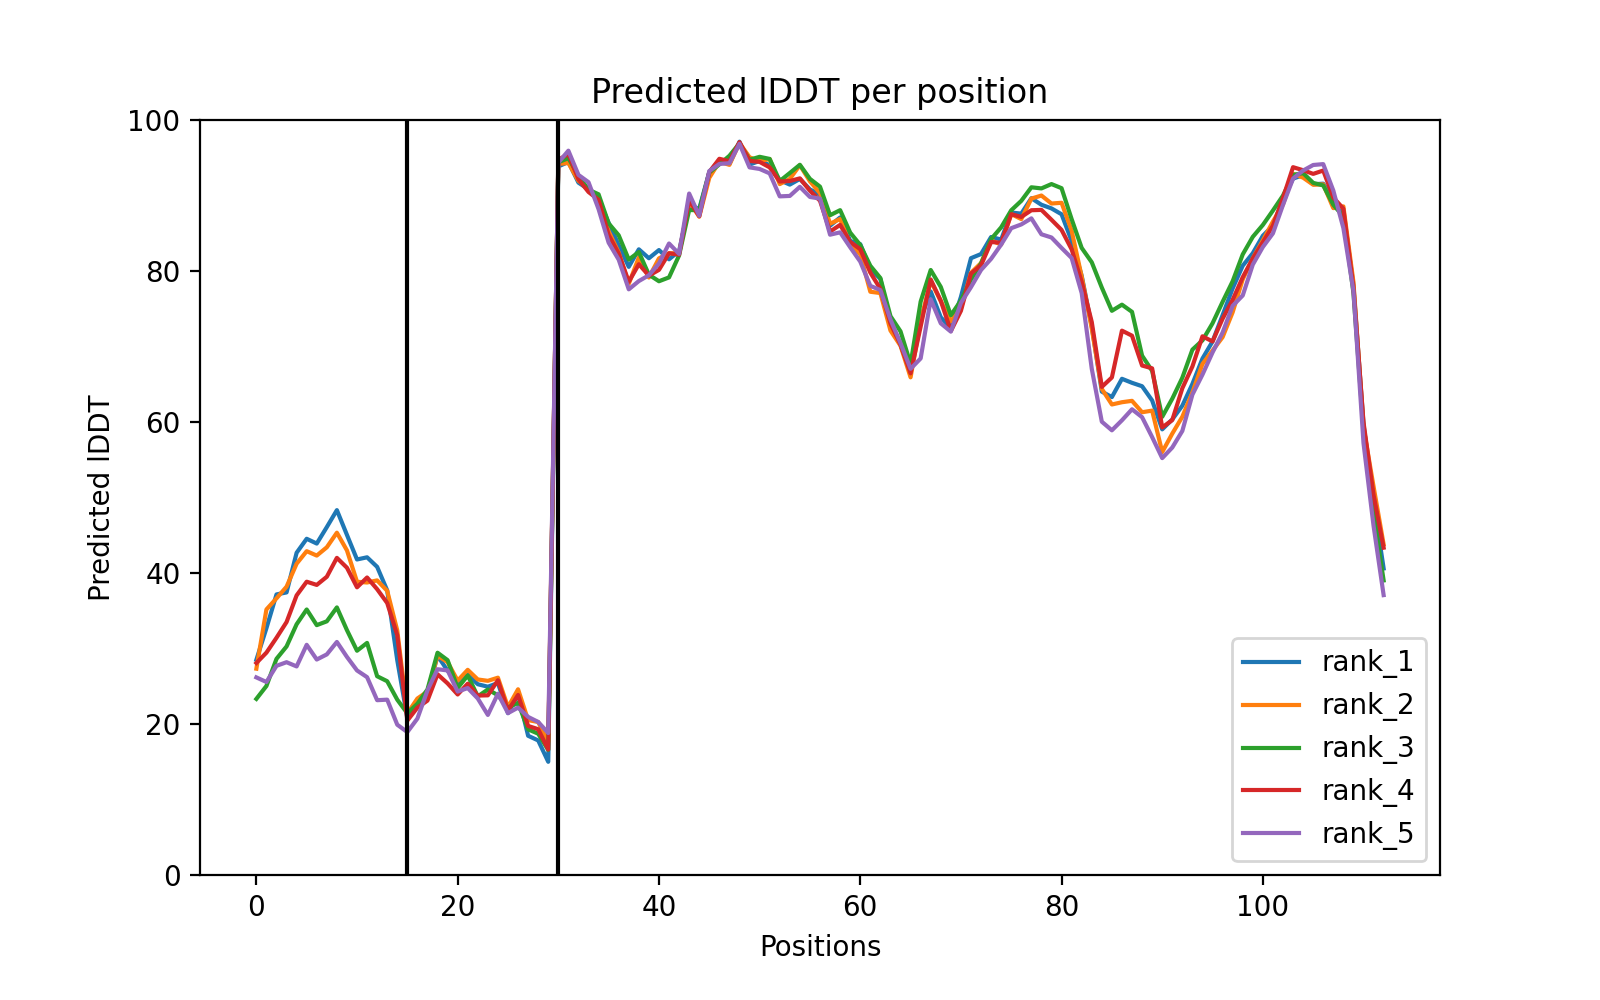 Predicted lDDT per position
100
80
60
40
20
0
Predicted lDDT
0 20 40 60 80 100
Positions
rank_1
rank_2
rank_3
rank_4
rank_5